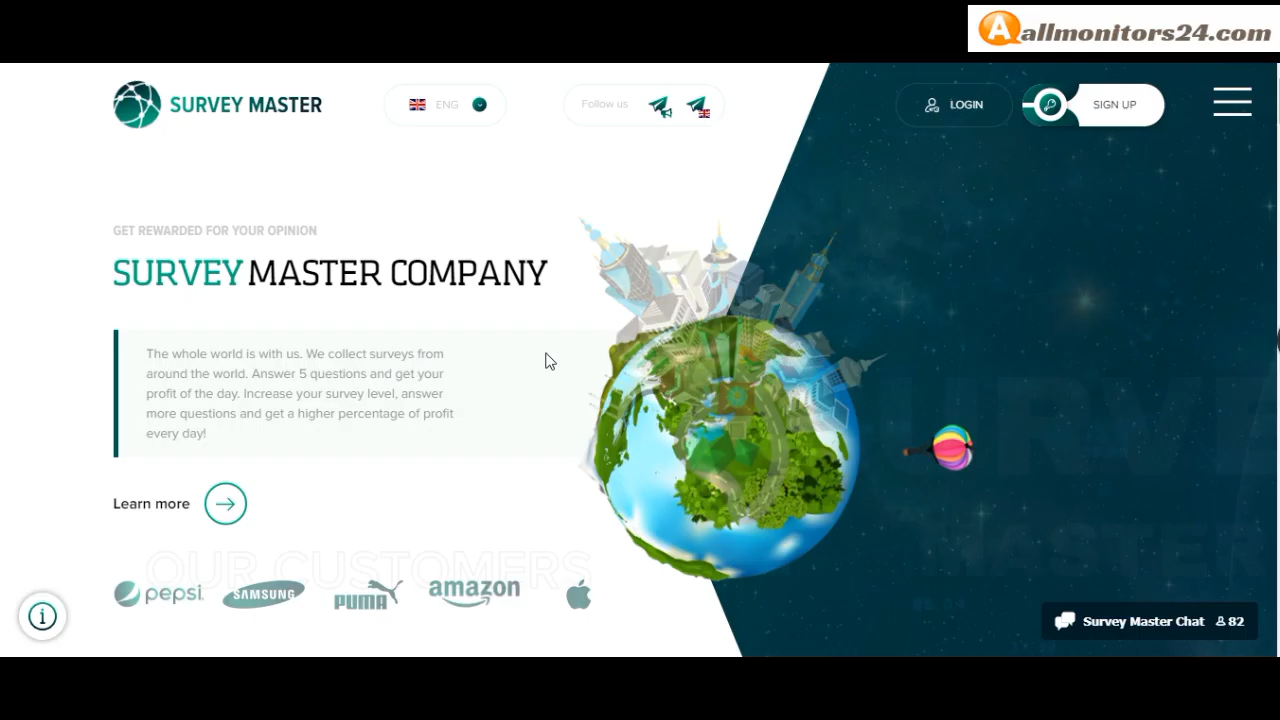 allmonitors24.com
SURVEY MASTER
ENG
Follow us
LOGIN
SIGN UP
GET REWARDED FOR YOUR OPINION
SURVEY MASTER COMPANY
The whole world is with us. We collect surveys from
around the world. Answer 5 questions and get your
profit of the day. Increase your survey level, answer
more questions and get a higher percentage of profit
every day!
Learn more
OUR CUSTOMERS
pepsi
SAMSUNG
PUMA
amazon
MASTER
Survey Master Chat 82